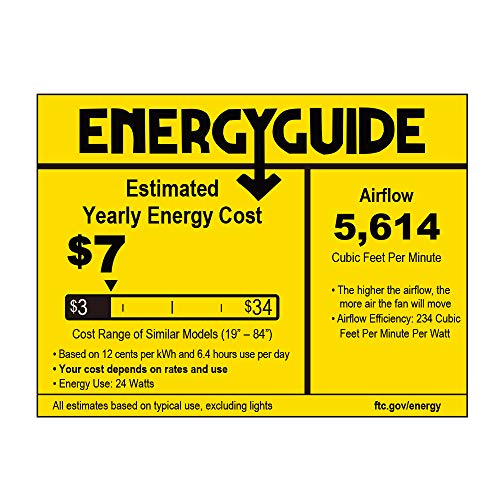 ENERGYGUIDE
Estimated
Yearly Energy Cost
$7
$3 $34
Cost Range of Similar Models (19” – 84”)
• Based on 12 cents per kWh and 6.4 hours use per day
• Your cost depends on rates and use
• Energy Use: 24 Watts
Airflow
5,614
Cubic Feet Per Minute
• The higher the airflow, the
more air the fan will move
• Airflow Efficiency: 234 Cubic
Feet Per Minute Per Watt
All estimates based on typical use, excluding lights
ftc.gov/energy